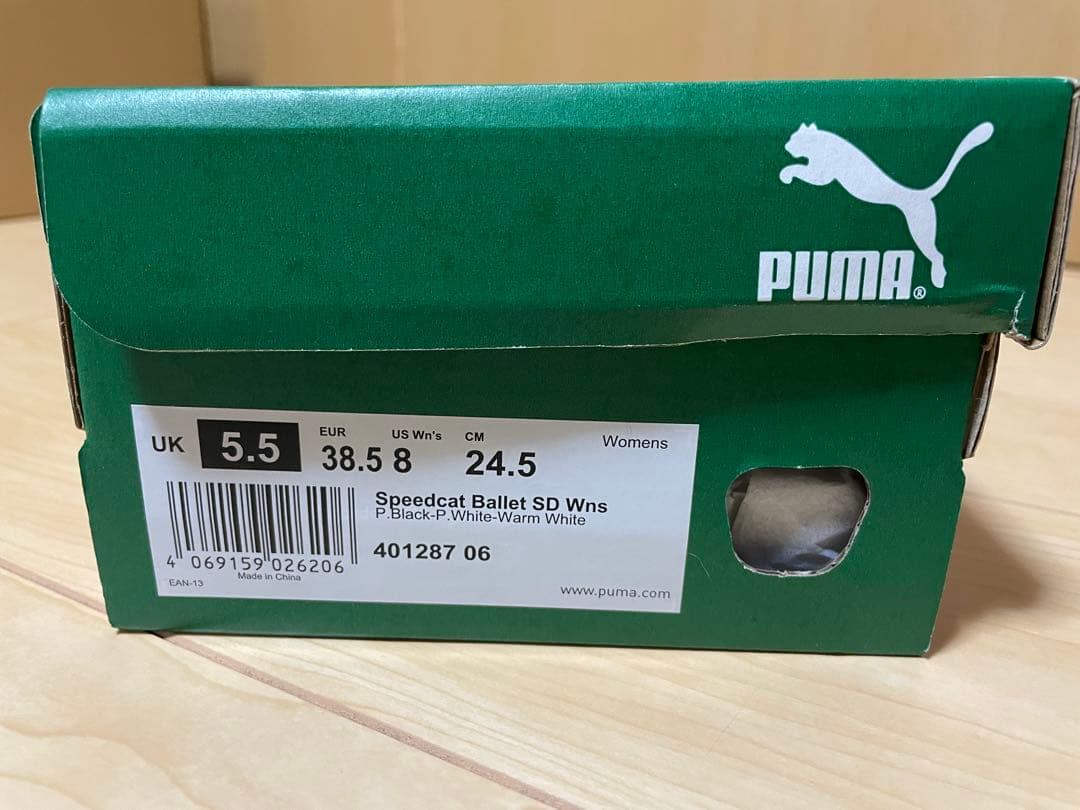 PUMA®
UK 5.5
EUR 38.5
US Wn's 8
CM 24.5
Womens
Speedcat Ballet SD Wns
P.Black-P.White-Warm White
401287 06
4 069159 026206
EAN-13
Made in China
www.puma.com